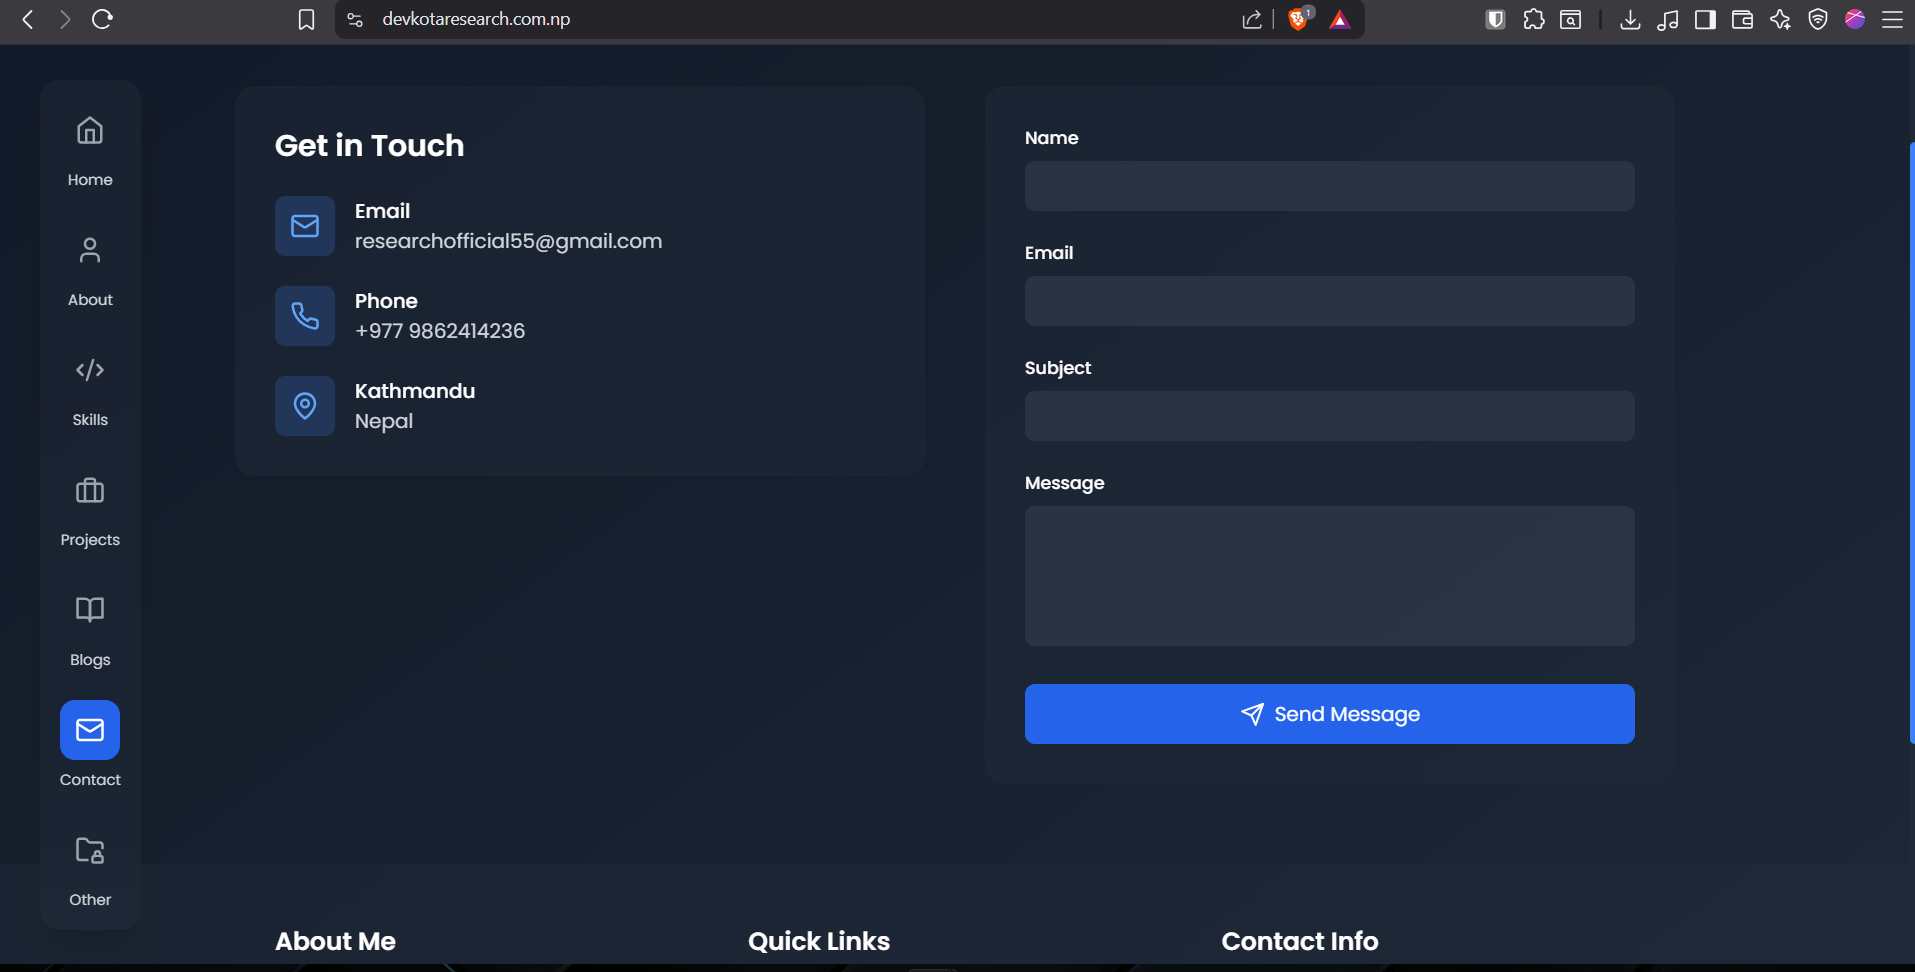 devkotaresearch.com.np
1
Home
About
Skills
Projects
Blogs
Contact
Other
Get in Touch
Email
researchofficial55@gmail.com
Phone
+977 9862414236
Kathmandu
Nepal
Name
Email
Subject
Message
Send Message
About Me
Quick Links
Contact Info